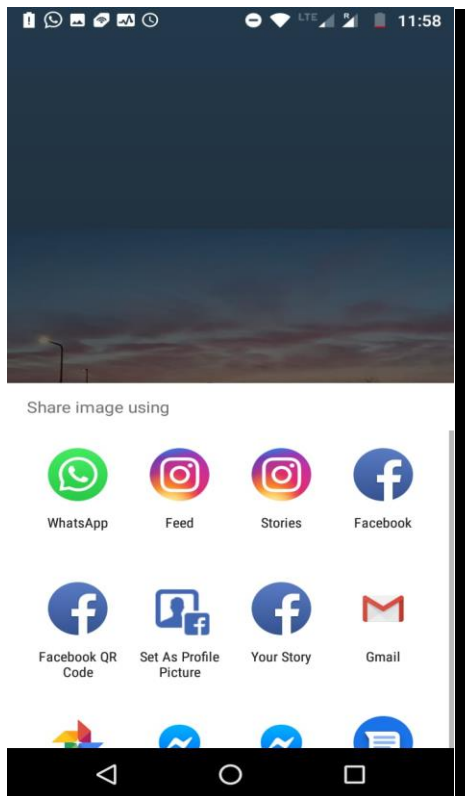 LTE R 11:58
Share image using
WhatsApp Feed Stories Facebook
Facebook QR Code Set As Profile Picture Your Story Gmail